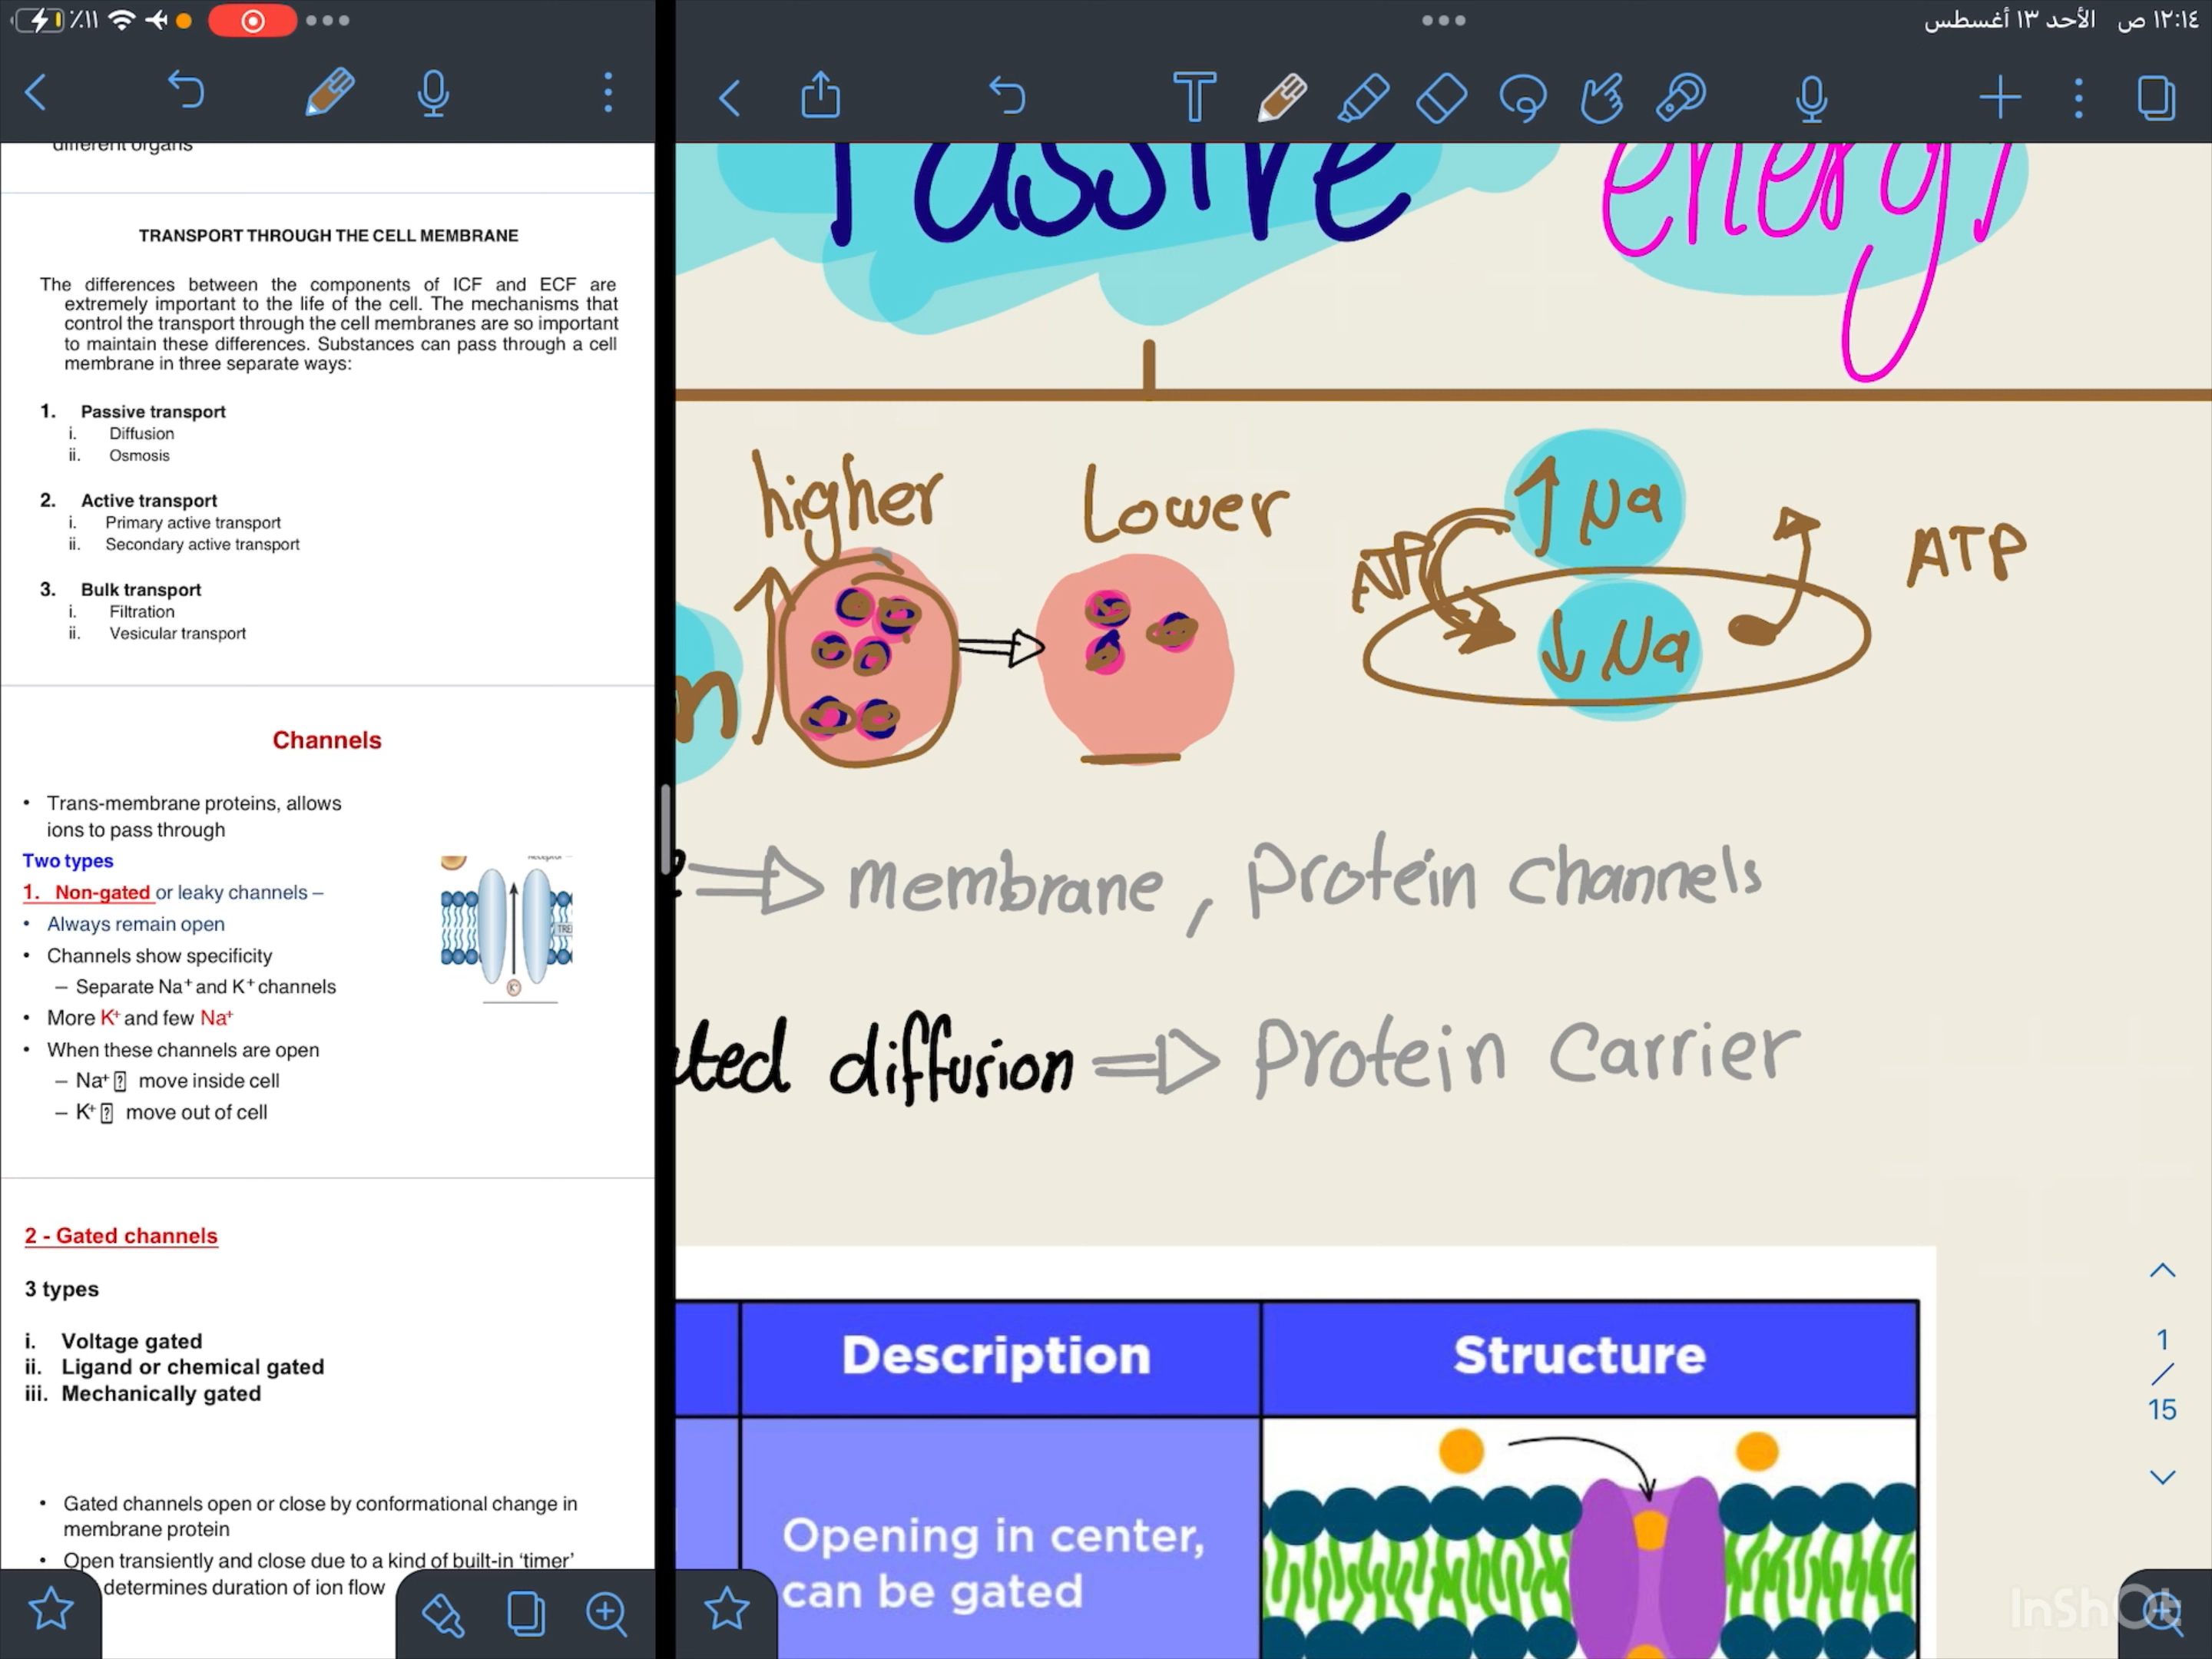 ٪١١
١٢:١٤ ص الأحد ١٣ أغسطس
different organs
TRANSPORT THROUGH THE CELL MEMBRANE
The differences between the components of ICF and ECF are
extremely important to the life of the cell. The mechanisms that
control the transport through the cell membranes are so important
to maintain these differences. Substances can pass through a cell
membrane in three separate ways:
1. Passive transport
i. Diffusion
ii. Osmosis
2. Active transport
i. Primary active transport
ii. Secondary active transport
3. Bulk transport
i. Filtration
ii. Vesicular transport
Channels
• Trans-membrane proteins, allows
ions to pass through
Two types
1. Non-gated or leaky channels –
• Always remain open
• Channels show specificity
– Separate Na+ and K+ channels
• More K+ and few Na+
• When these channels are open
– Na+ move inside cell
– K+ move out of cell
K+
2 - Gated channels
3 types
i. Voltage gated
ii. Ligand or chemical gated
iii. Mechanically gated
• Gated channels open or close by conformational change in
membrane protein
• Open transiently and close due to a kind of built-in ‘timer’
determines duration of ion flow
Passive energy
higher Lower
↑ Na
ATP ATP
↓ Na
n
⇒ membrane, protein channels
ated diffusion ⇒ protein carrier
Description Structure
Opening in center,
can be gated
1
/
15
InShOt